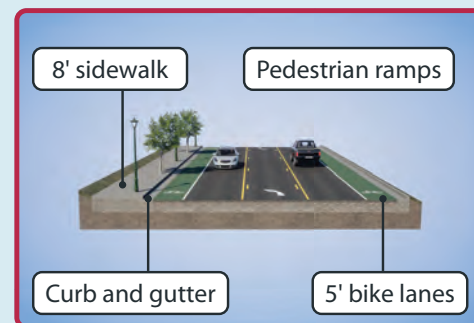 8' sidewalk
Pedestrian ramps
Curb and gutter
5' bike lanes